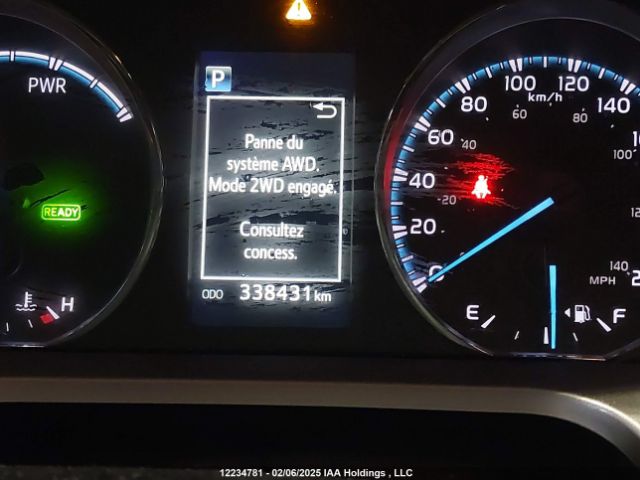 PWR
READY
H
P
Panne du
système AWD.
Mode 2WD engagé.
Consultez
concess.
ODO 338431 km
0 20 40 60 80 100 120 140
km/h
20 40 60 80 100
140
MPH
E F
12234781 - 02/06/2025 IAA Holdings , LLC